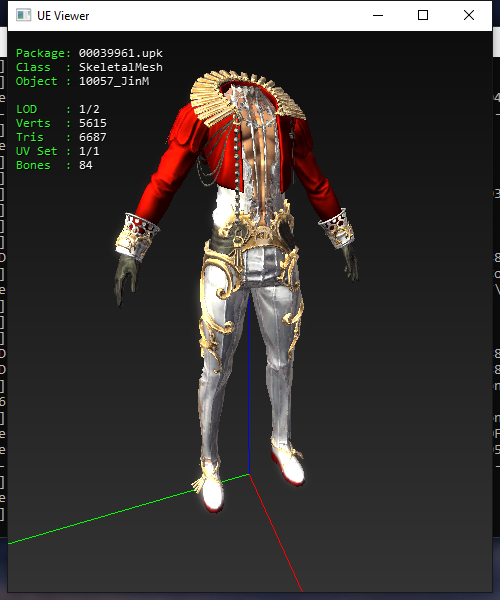 UE Viewer
Package: 00039961.upk
Class : SkeletalMesh
Object : 10057_JinM
LOD : 1/2
Verts : 5615
Tris : 6687
UV Set : 1/1
Bones : 84